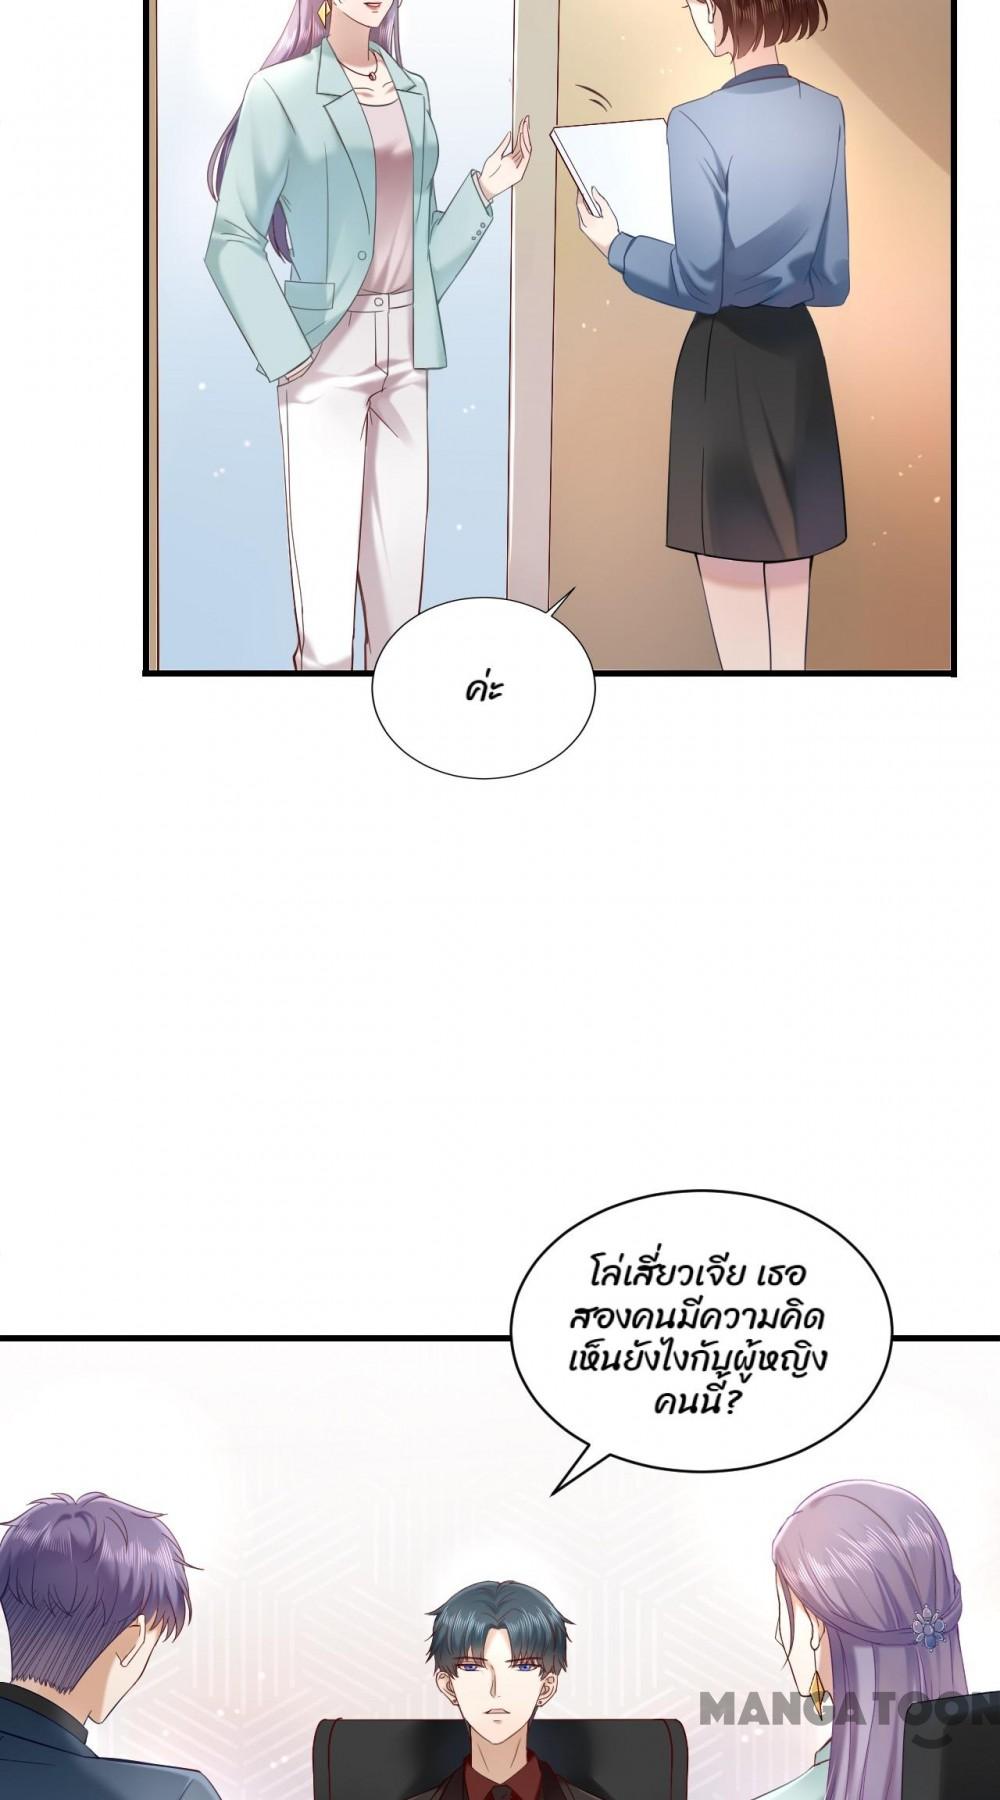 ค่ะ
โล่เสี่ยวเจีย เธอ
สองคนมีความคิด
เห็นยังไงกับผู้หญิง
คนนี้?
MANGATOON